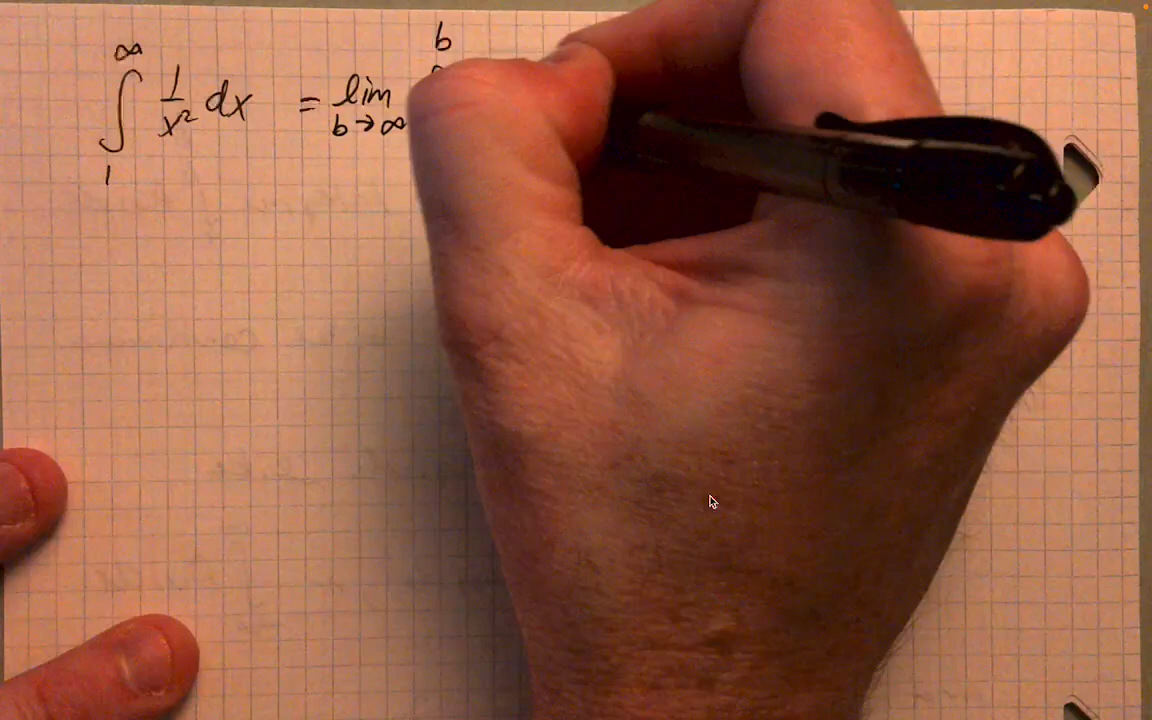 ∫₁^∞ 1/x² dx = lim b→∞ b